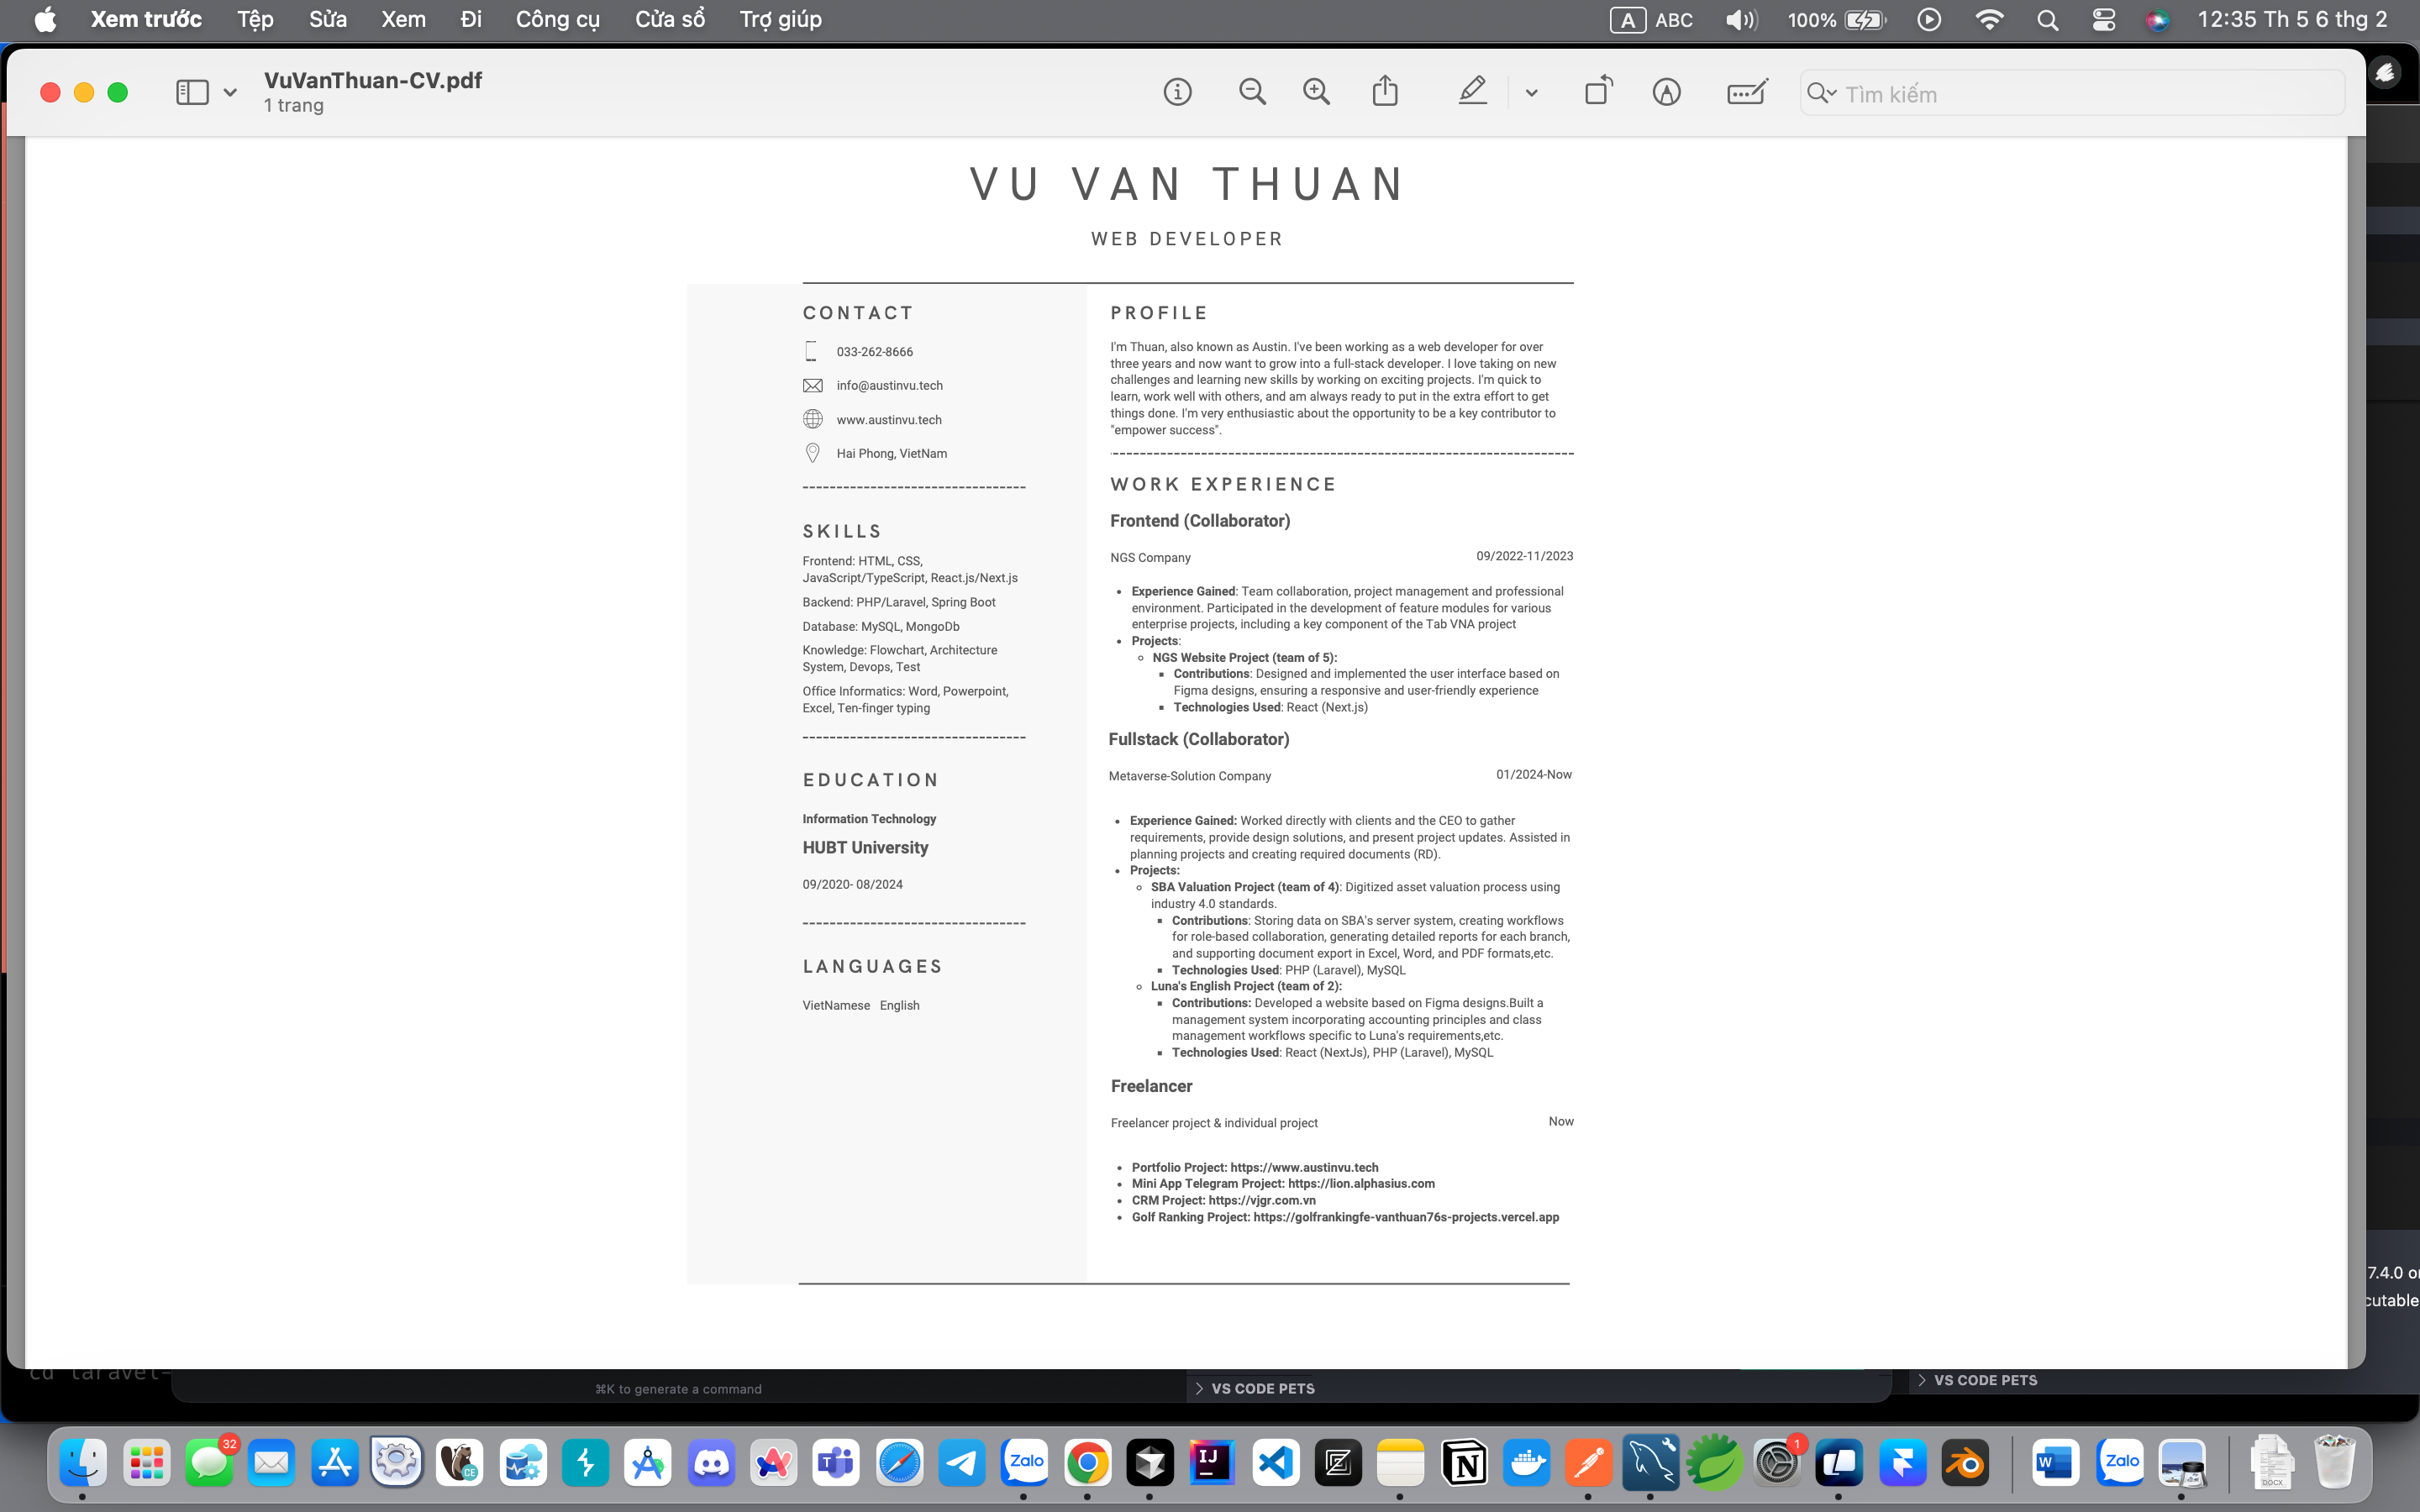 Xem trước Tệp Sửa Xem Đi Công cụ Cửa sổ Trợ giúp
A ABC 100% 12:35 Th 5 6 thg 2
VuVanThuan-CV.pdf
1 trang
Tìm kiếm
VU VAN THUAN
WEB DEVELOPER
CONTACT
033-262-8666
info@austinvu.tech
www.austinvu.tech
Hai Phong, VietNam
SKILLS
Frontend: HTML, CSS,
JavaScript/TypeScript, React.js/Next.js
Backend: PHP/Laravel, Spring Boot
Database: MySQL, MongoDb
Knowledge: Flowchart, Architecture
System, Devops, Test
Office Informatics: Word, Powerpoint,
Excel, Ten-finger typing
EDUCATION
Information Technology
HUBT University
09/2020- 08/2024
LANGUAGES
VietNamese English
PROFILE
I'm Thuan, also known as Austin. I've been working as a web developer for over
three years and now want to grow into a full-stack developer. I love taking on new
challenges and learning new skills by working on exciting projects. I'm quick to
learn, work well with others, and am always ready to put in the extra effort to get
things done. I'm very enthusiastic about the opportunity to be a key contributor to
"empower success".
WORK EXPERIENCE
Frontend (Collaborator)
NGS Company 09/2022-11/2023
• Experience Gained: Team collaboration, project management and professional
environment. Participated in the development of feature modules for various
enterprise projects, including a key component of the Tab VNA project
• Projects:
◦ NGS Website Project (team of 5):
▪ Contributions: Designed and implemented the user interface based on
Figma designs, ensuring a responsive and user-friendly experience
▪ Technologies Used: React (Next.js)
Fullstack (Collaborator)
Metaverse-Solution Company 01/2024-Now
• Experience Gained: Worked directly with clients and the CEO to gather
requirements, provide design solutions, and present project updates. Assisted in
planning projects and creating required documents (RD).
• Projects:
◦ SBA Valuation Project (team of 4): Digitized asset valuation process using
industry 4.0 standards.
▪ Contributions: Storing data on SBA's server system, creating workflows
for role-based collaboration, generating detailed reports for each branch,
and supporting document export in Excel, Word, and PDF formats,etc.
▪ Technologies Used: PHP (Laravel), MySQL
◦ Luna's English Project (team of 2):
▪ Contributions: Developed a website based on Figma designs.Built a
management system incorporating accounting principles and class
management workflows specific to Luna's requirements,etc.
▪ Technologies Used: React (NextJs), PHP (Laravel), MySQL
Freelancer
Freelancer project & individual project Now
• Portfolio Project: https://www.austinvu.tech
• Mini App Telegram Project: https://lion.alphasius.com
• CRM Project: https://vjgr.com.vn
• Golf Ranking Project: https://golfrankingfe-vanthuan76s-projects.vercel.app
7.4.0
cutable
cd laravel-
⌘K to generate a command
VS CODE PETS
VS CODE PETS
32
CE
Zalo
IJ
N
1
W
Zalo
DOCX